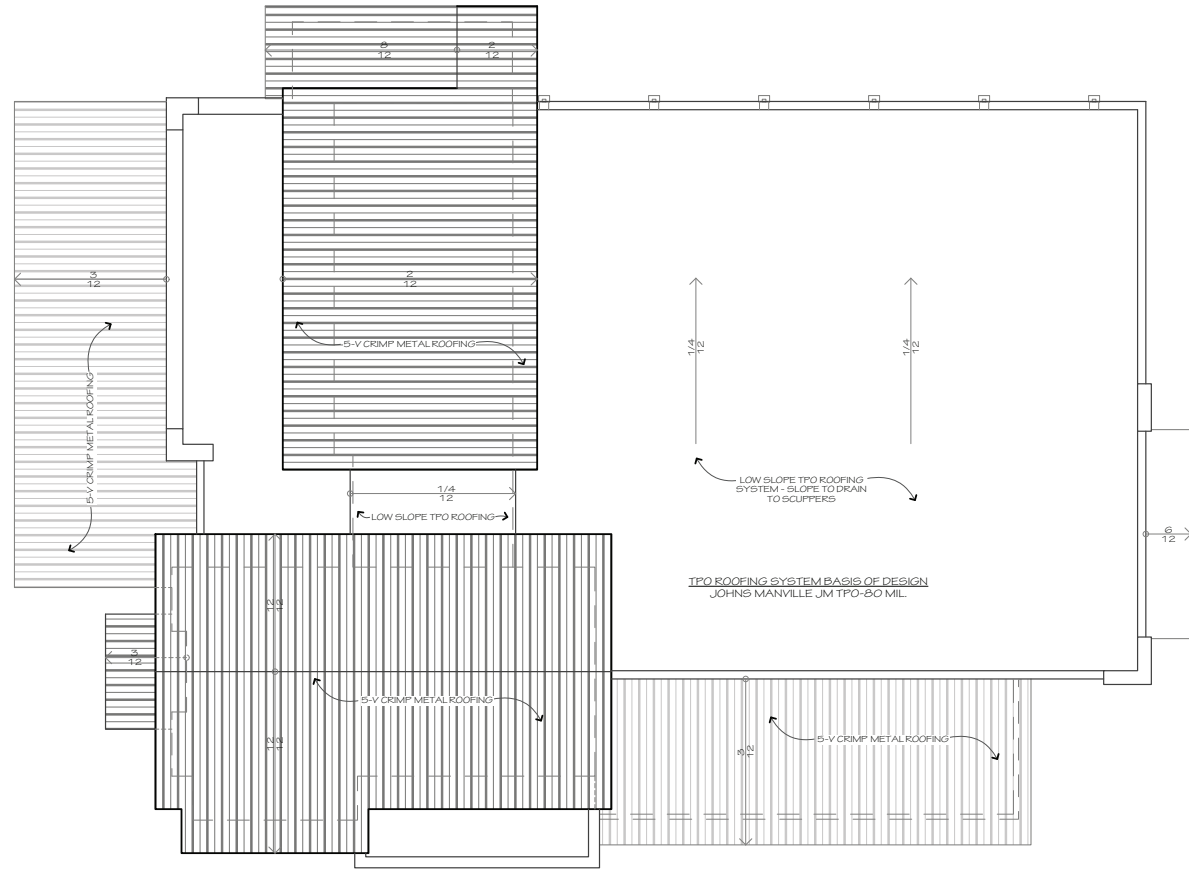 8
12
2
12
3
12
2
12
5-V CRIMP METAL ROOFING
5-V CRIMP METAL ROOFING
1/4
12
1/4
12
LOW SLOPE TPO ROOFING
SYSTEM - SLOPE TO DRAIN
TO SCUPPERS
1/4
12
LOW SLOPE TPO ROOFING
6
12
TPO ROOFING SYSTEM BASIS OF DESIGN
JOHNS MANVILLE JM TPO-80 MIL.
12
12
3
12
5-V CRIMP METAL ROOFING
12
12
3
12
5-V CRIMP METAL ROOFING